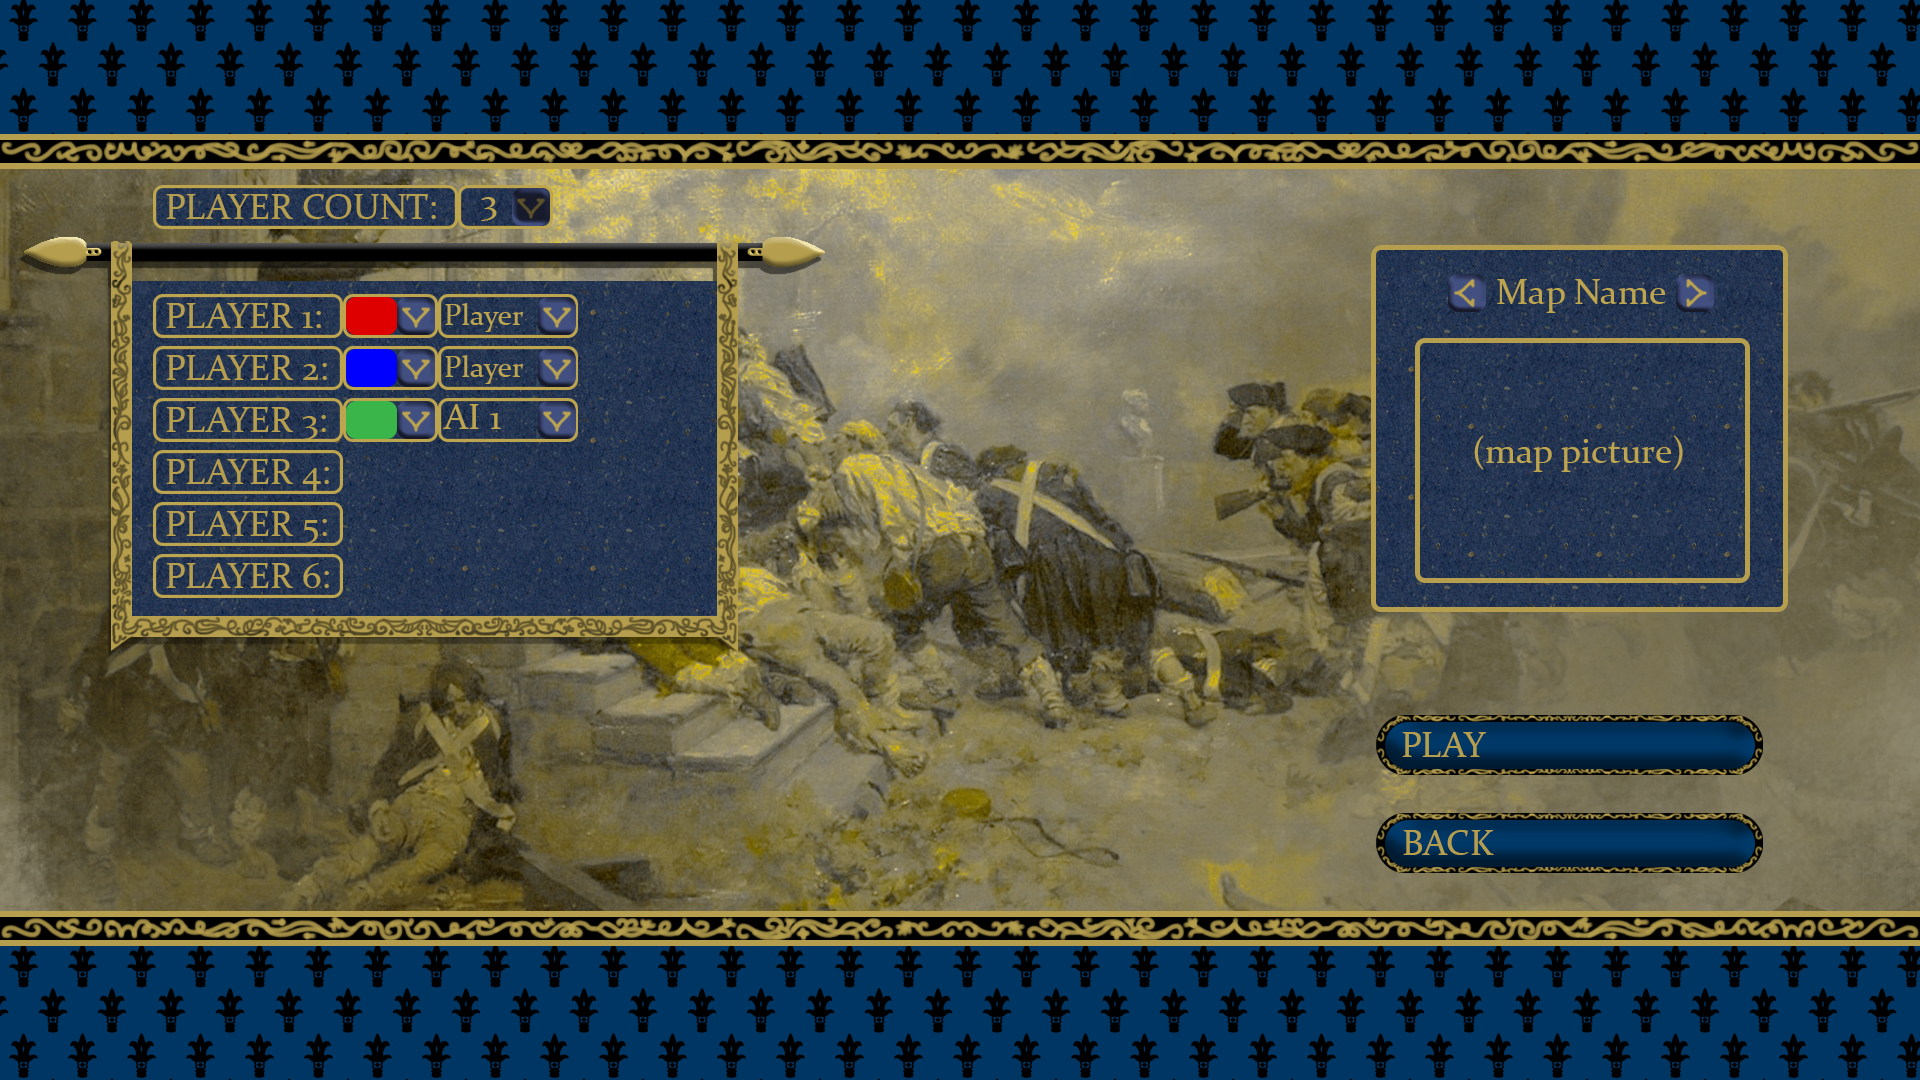 PLAYER COUNT: 3
PLAYER 1: Player
PLAYER 2: Player
PLAYER 3: AI 1
PLAYER 4:
PLAYER 5:
PLAYER 6:
Map Name
(map picture)
PLAY
BACK